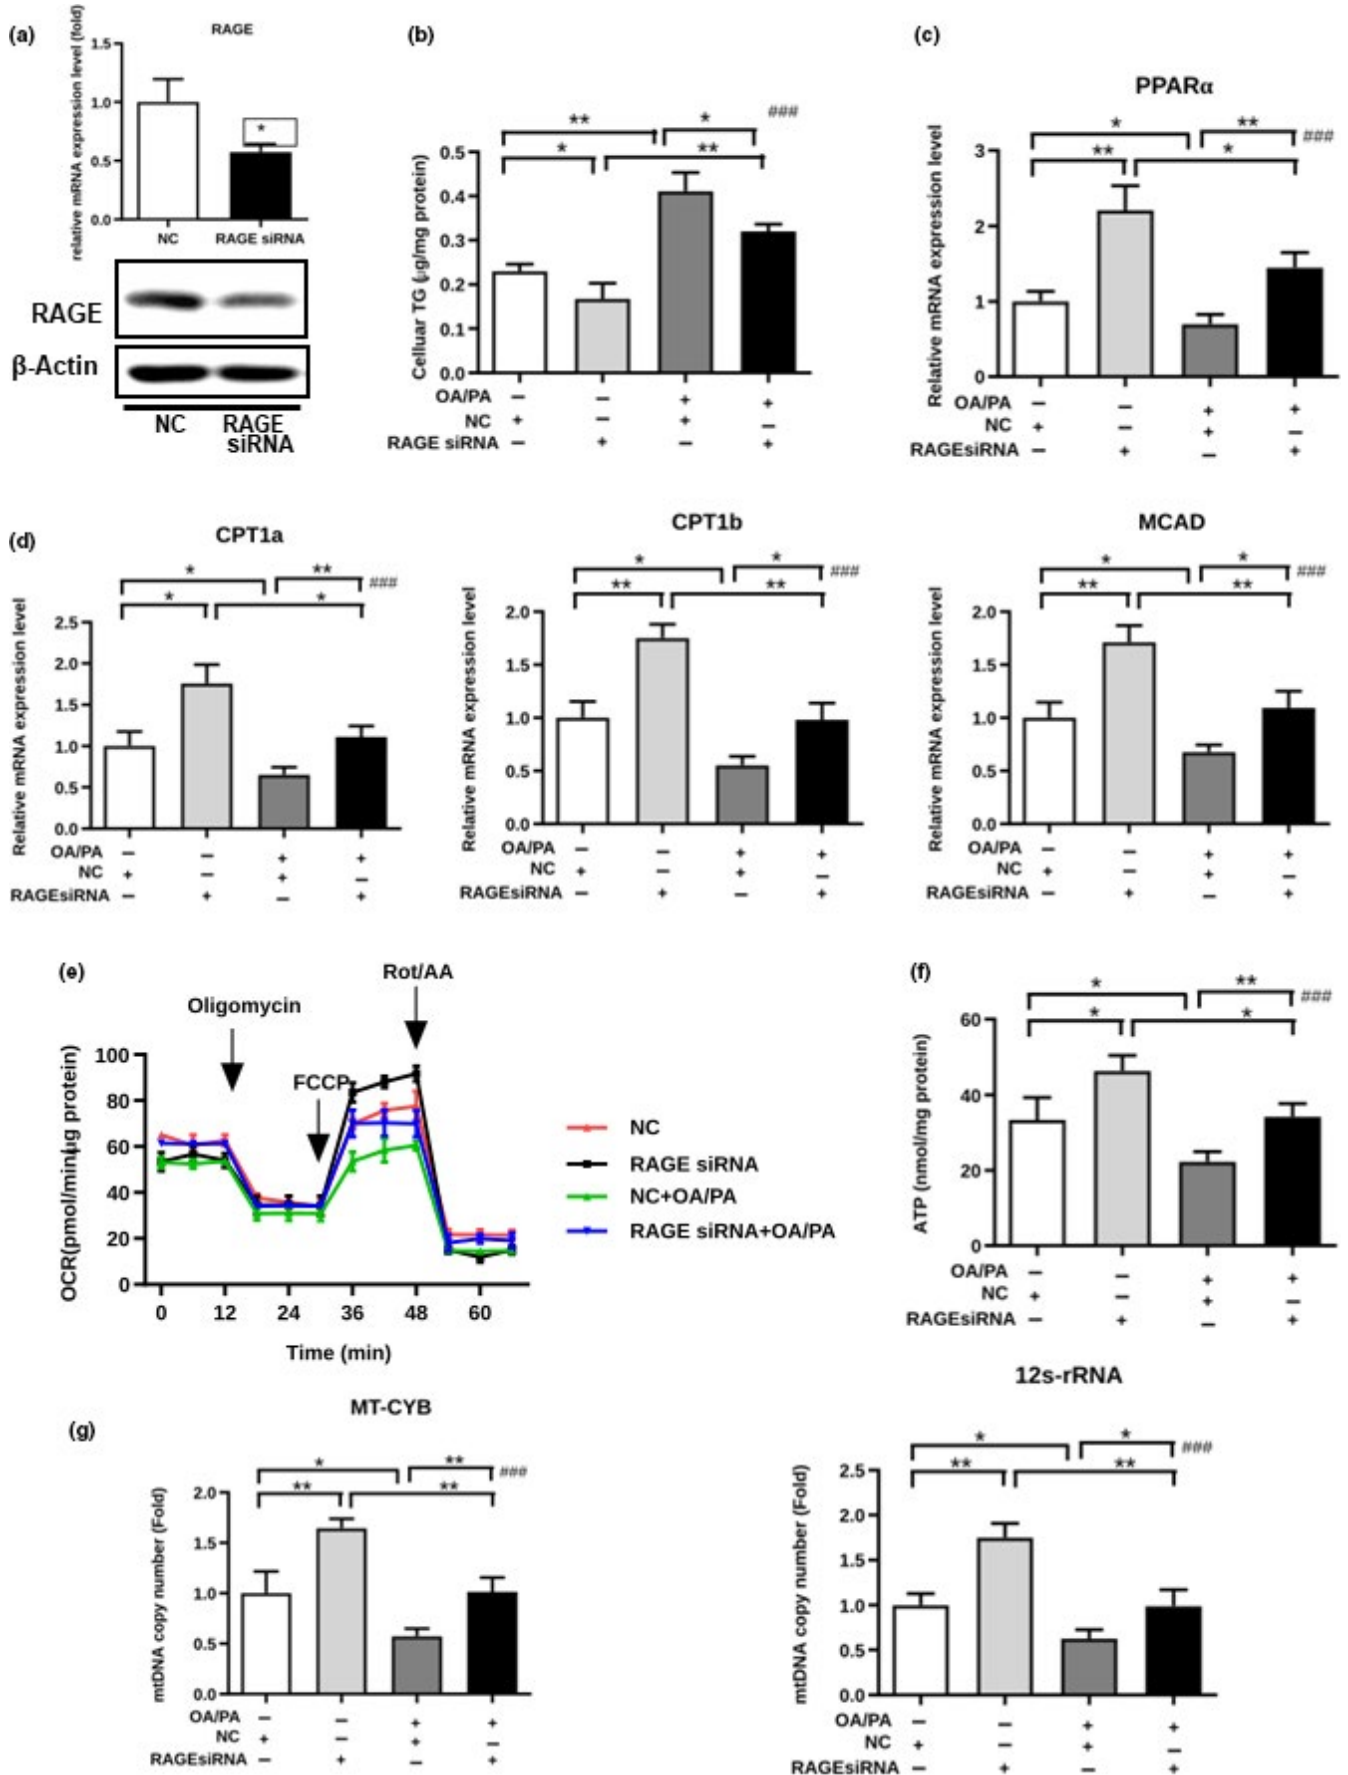 (a)
RAGE
relative mRNA expression level (fold)
1.5
1.0
0.5
0.0
*
NC
RAGE siRNA
RAGE
β-Actin
NC
RAGE
siRNA
(b)
** * ###
* **
Celluar TG (μg/mg protein)
0.5
0.4
0.3
0.2
0.1
0.0
OA/PA – – + +
NC + – + –
RAGE siRNA – + – +
(c)
PPARα
* ** ###
** *
Relative mRNA expression level
3
2
1
0
OA/PA – – + +
NC + – + –
RAGEsiRNA – + – +
(d)
CPT1a
* ** ###
* *
Relative mRNA expression level
2.5
2.0
1.5
1.0
0.5
0.0
OA/PA – – + +
NC + – + –
RAGEsiRNA – + – +
CPT1b
* * ###
** **
Relative mRNA expression level
2.0
1.5
1.0
0.5
0.0
OA/PA – – + +
NC + – + –
RAGEsiRNA – + – +
MCAD
* * ###
** **
Relative mRNA expression level
2.0
1.5
1.0
0.5
0.0
OA/PA – – + +
NC + – + –
RAGEsiRNA – + – +
(e)
Rot/AA
Oligomycin
FCCP
OCR(pmol/min/μg protein)
100
80
60
40
20
0
0 12 24 36 48 60
Time (min)
NC
RAGE siRNA
NC+OA/PA
RAGE siRNA+OA/PA
(f)
* ** ###
* *
ATP (nmol/mg protein)
60
40
20
0
OA/PA – – + +
NC + – + –
RAGEsiRNA – + – +
(g)
MT-CYB
* ** ###
** **
mtDNA copy number (Fold)
2.0
1.5
1.0
0.5
0.0
OA/PA – – + +
NC + – + –
RAGEsiRNA – + – +
12s-rRNA
* * ###
** **
mtDNA copy number (Fold)
2.5
2.0
1.5
1.0
0.5
0.0
OA/PA – – + +
NC + – + –
RAGEsiRNA – + – +